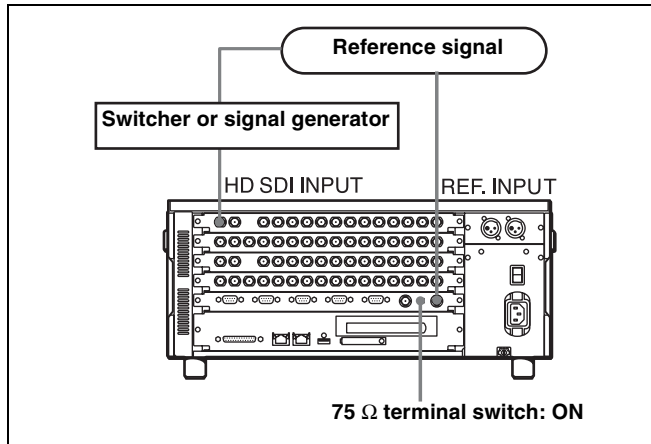 Reference signal
Switcher or signal generator
HD SDI INPUT
REF. INPUT
75 Ω terminal switch: ON